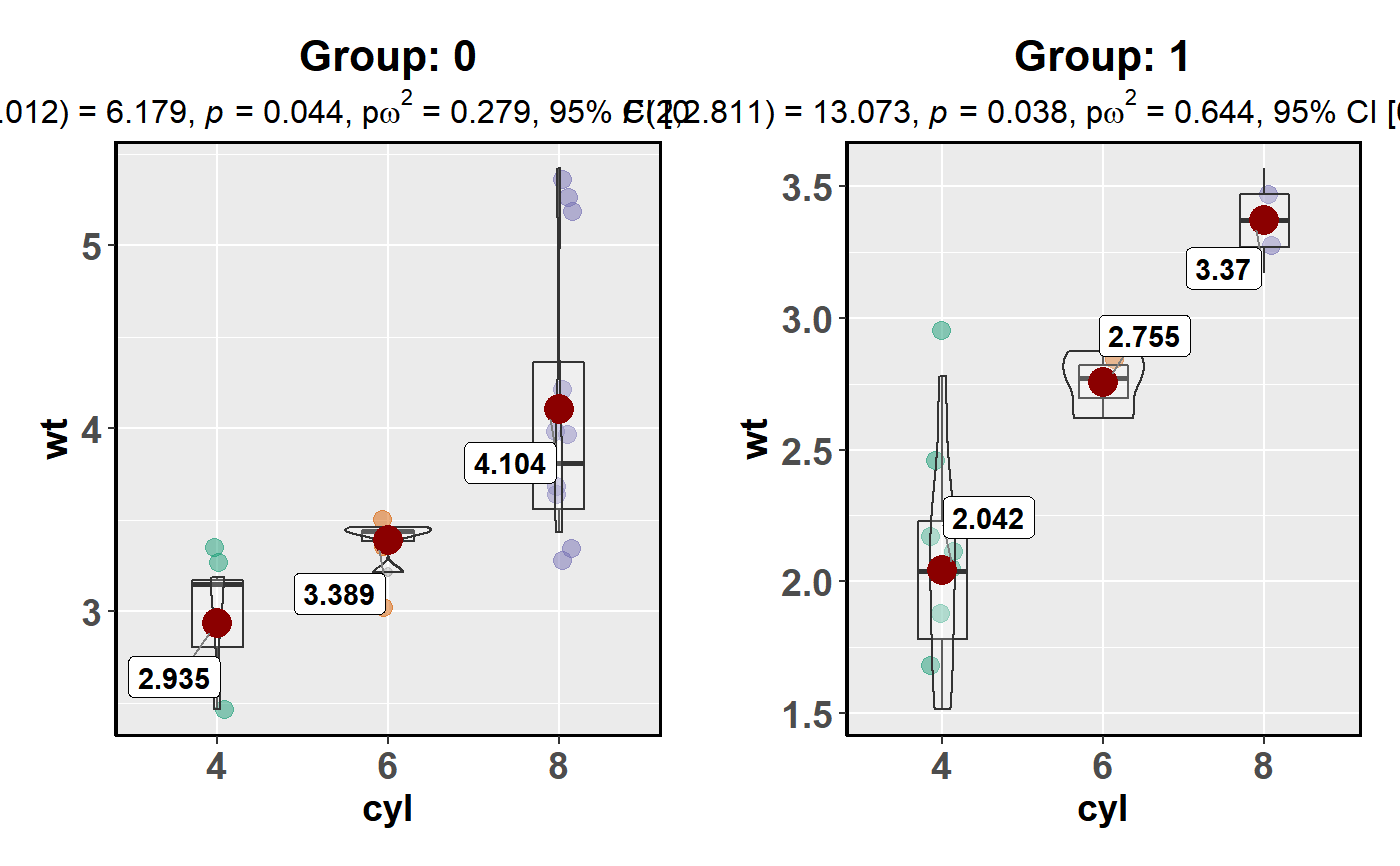 Group: 0
.012) = 6.179, p = 0.044, pω² = 0.279, 95% CI [0
5
4
3
wt
4.104
3.389
2.935
4 6 8
cyl
Group: 1
2.811) = 13.073, p = 0.038, pω² = 0.644, 95% CI [0
3.5
3.0
2.5
2.0
1.5
wt
3.37
2.755
2.042
4 6 8
cyl